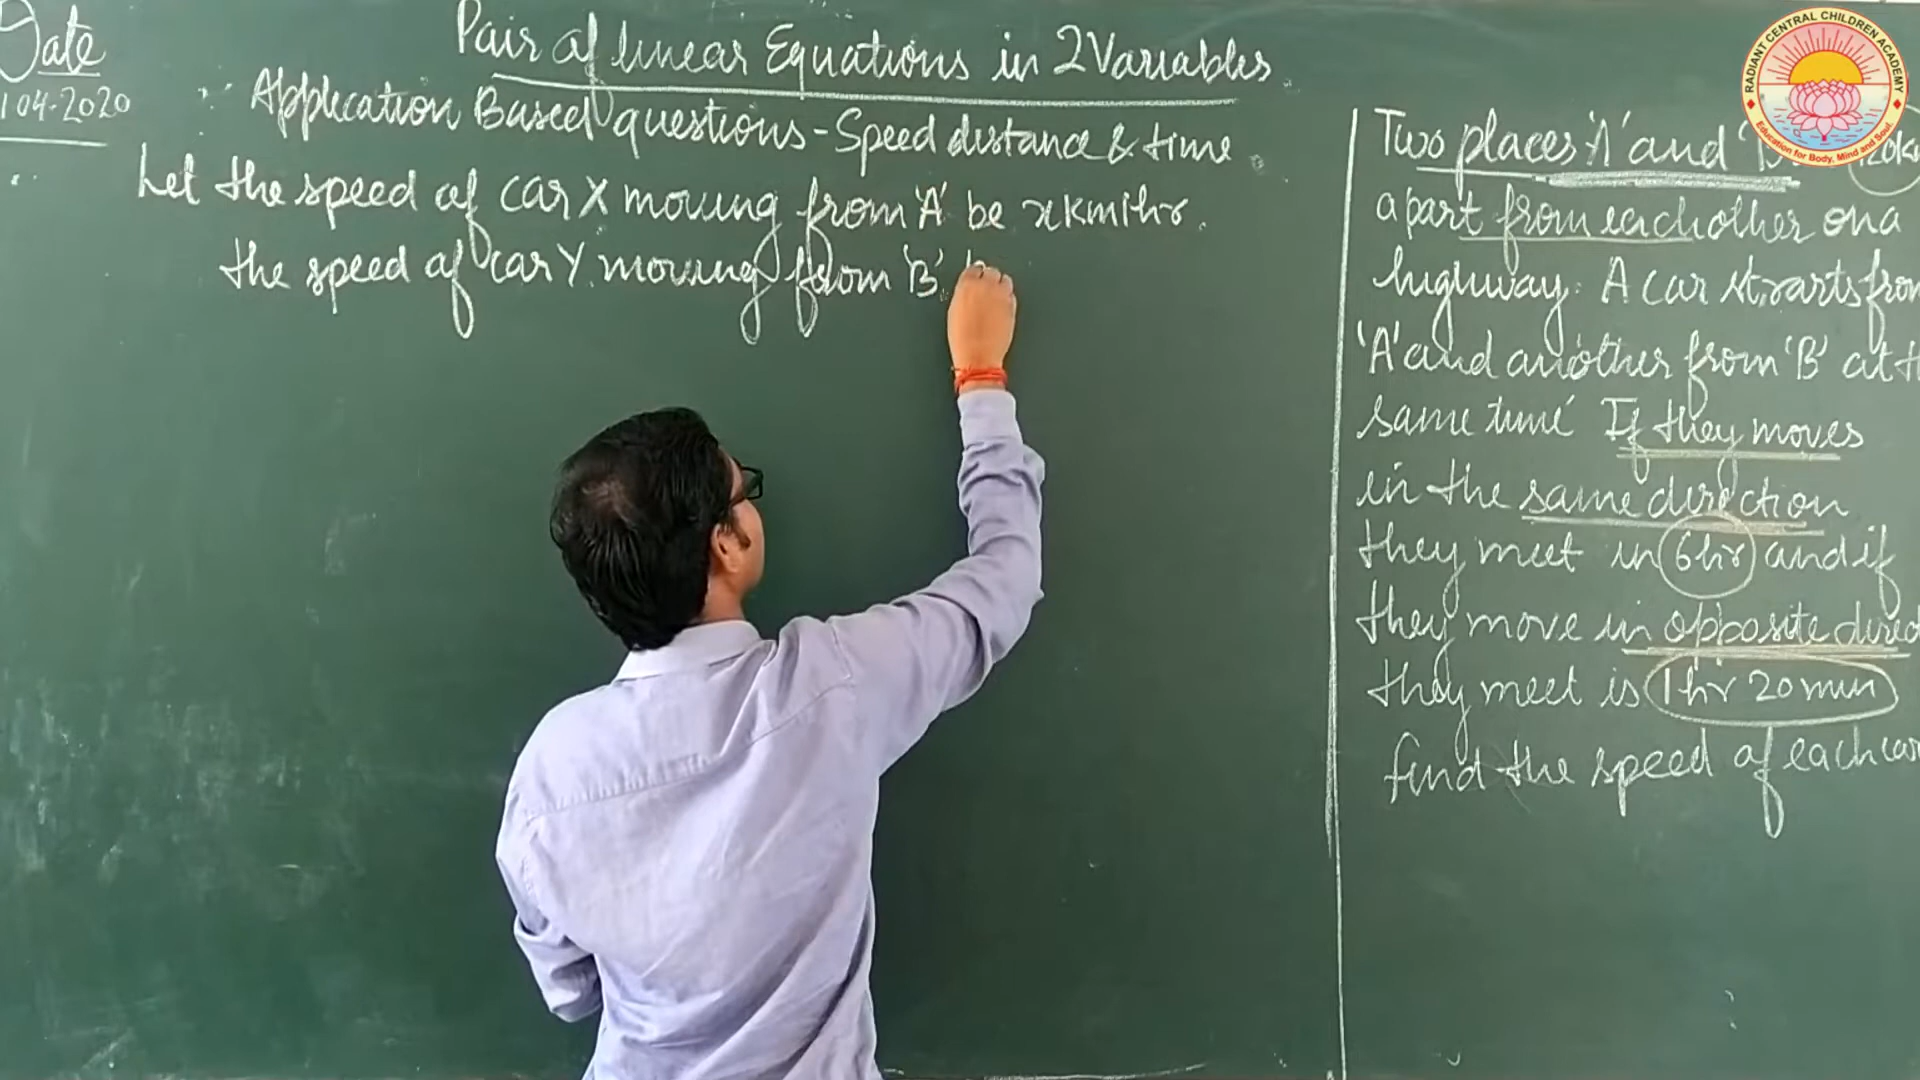 Date
104-2020
Pair of linear Equations in 2 Variables
Application Based questions - Speed distance & time
Let the speed of car X moving from 'A' be x km/hr.
the speed of car Y moving from 'B'
Two places 'A' and
apart from each other on a
highway. A car starts from
'A' and another from 'B' at
same time If they moves
in the same direction
they meet in 6hr and if
they move in opposite direc
they meet is 1 hr 20 min
find the speed of each car
RADIANT CENTRAL CHILDREN ACADEMY
Education for Body, Mind and Soul.